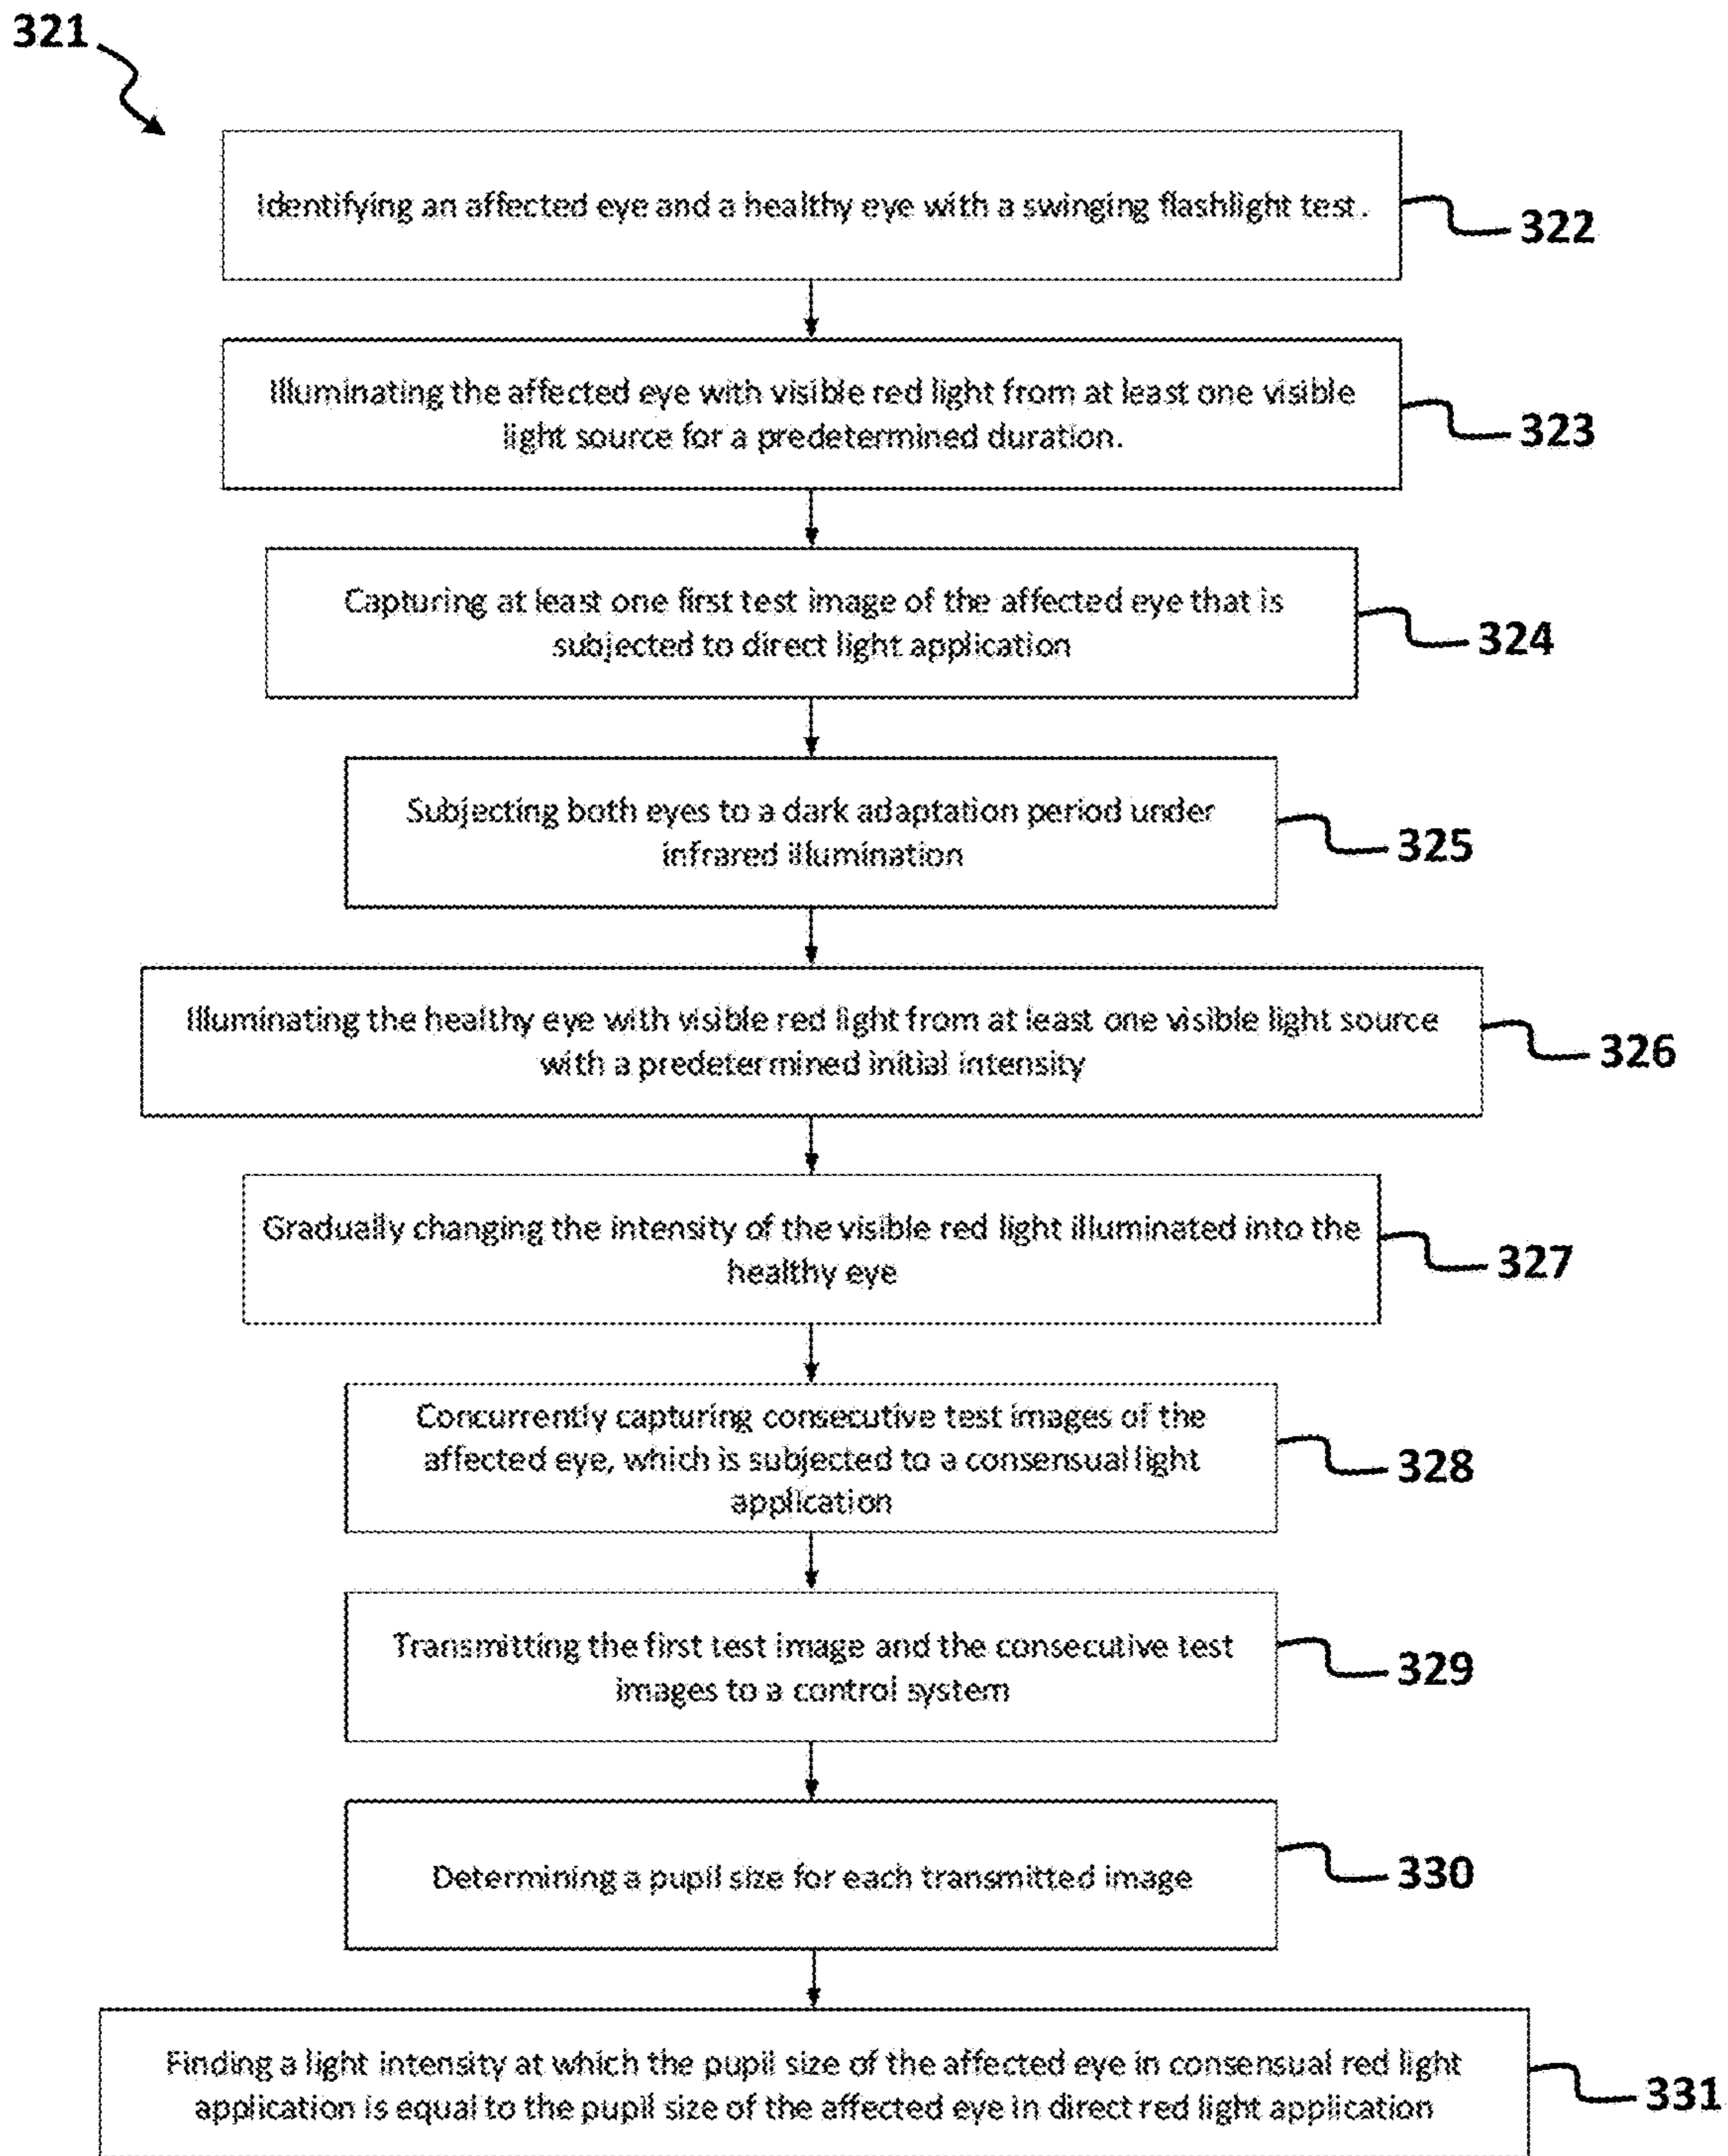 321
Identifying an affected eye and a healthy eye with a swinging flashlight test.
322
Illuminating the affected eye with visible red light from at least one visible
light source for a predetermined duration.
323
Capturing at least one first test image of the affected eye that is
subjected to direct light application
324
Subjecting both eyes to a dark adaptation period under
infrared illumination
325
Illuminating the healthy eye with visible red light from at least one visible light source
with a predetermined initial intensity
326
Gradually changing the intensity of the visible red light illuminated into the
healthy eye
327
Concurrently capturing consecutive test images of the
affected eye, which is subjected to a consensual light
application
328
Transmitting the first test image and the consecutive test
images to a control system
329
Determining a pupil size for each transmitted image
330
Finding a light intensity at which the pupil size of the affected eye in consensual red light
application is equal to the pupil size of the affected eye in direct red light application
331